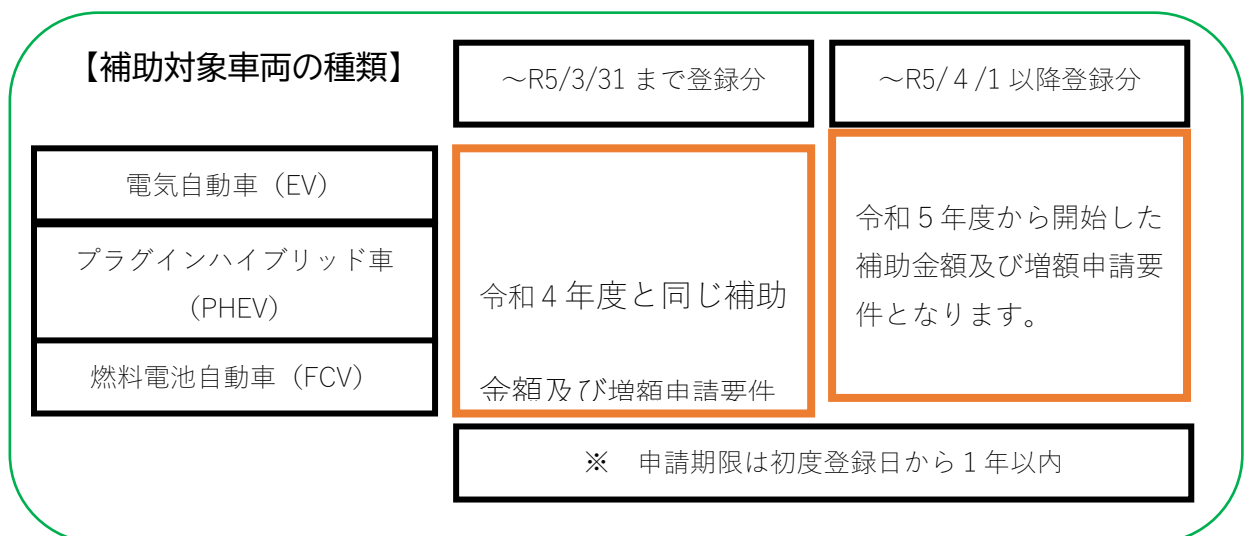 【補助対象車両の種類】
～R5/3/31 まで登録分
～R5/４/1 以降登録分
電気自動車（EV）
プラグインハイブリッド車
（PHEV）
燃料電池自動車（FCV）
令和４年度と同じ補助
金額及び増額申請要件
令和５年度から開始した
補助金額及び増額申請要
件となります。
※　申請期限は初度登録日から１年以内